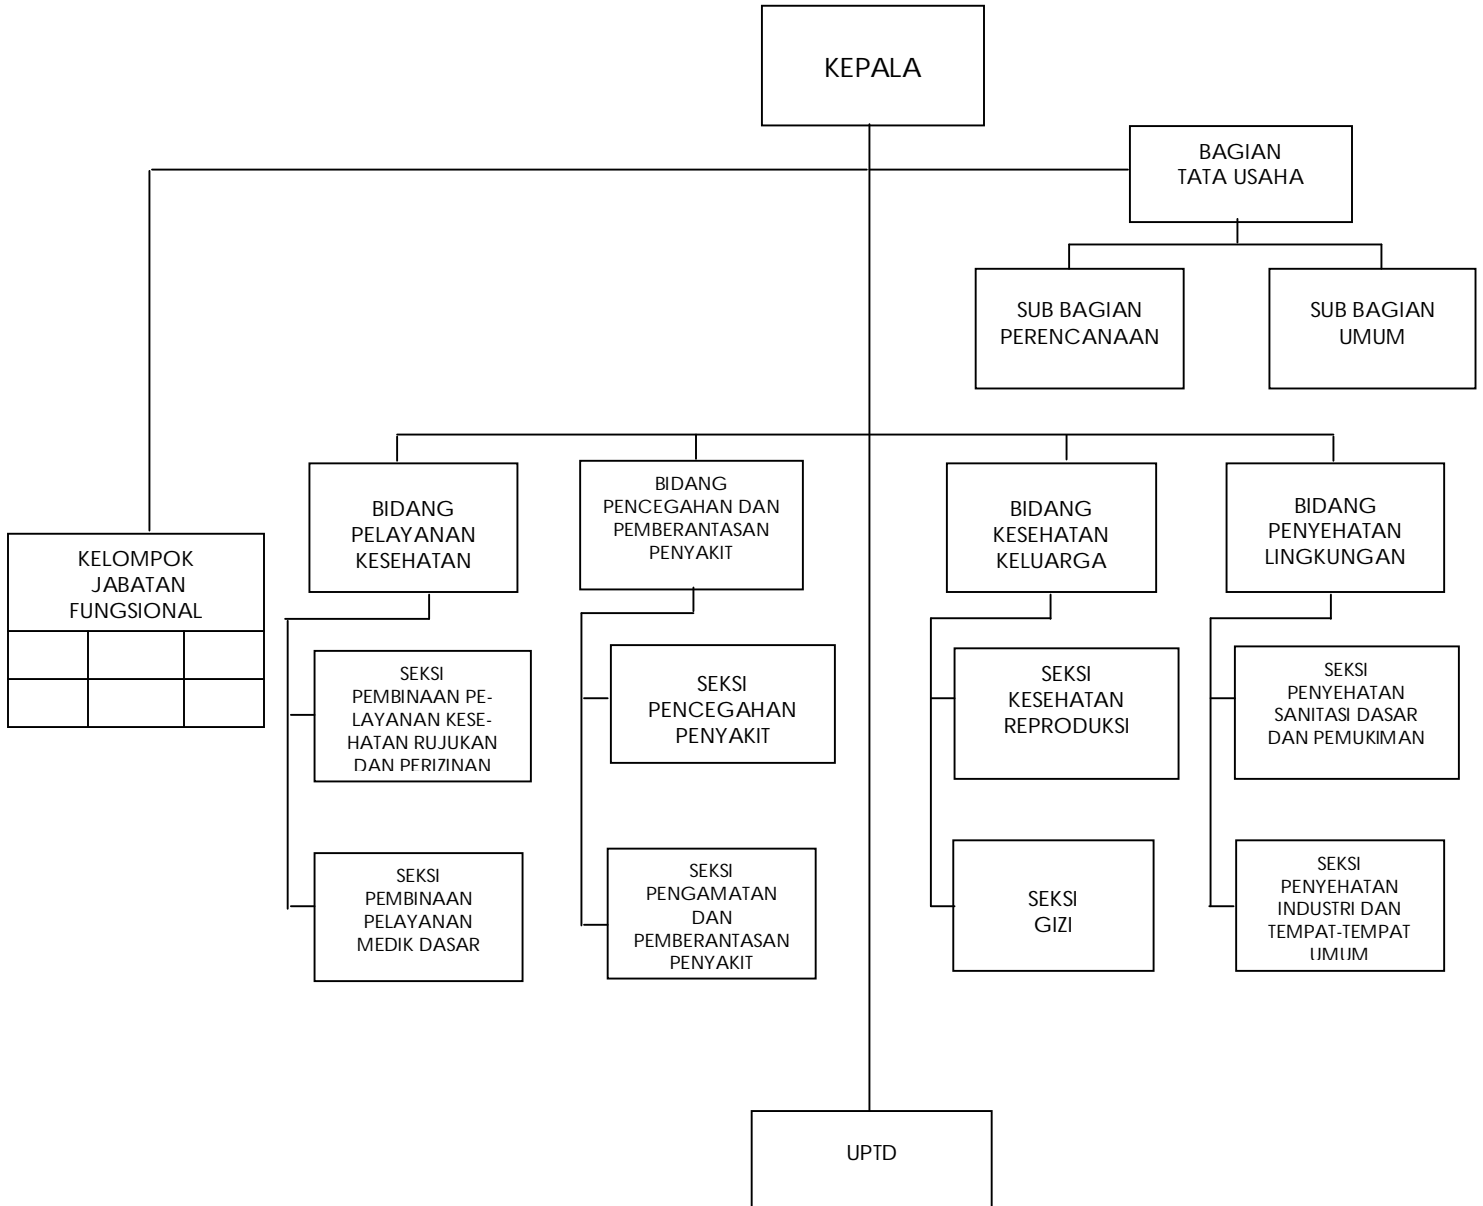 KEPALA
BAGIAN
TATA USAHA
SUB BAGIAN
PERENCANAAN
SUB BAGIAN
UMUM
KELOMPOK
JABATAN
FUNGSIONAL
BIDANG
PELAYANAN
KESEHATAN
BIDANG
PENCEGAHAN DAN
PEMBERANTASAN
PENYAKIT
BIDANG
KESEHATAN
KELUARGA
BIDANG
PENYEHATAN
LINGKUNGAN
SEKSI
PEMBINAAN PE-
LAYANAN KESE-
HATAN RUJUKAN
DAN PERIZINAN
SEKSI
PENCEGAHAN
PENYAKIT
SEKSI
KESEHATAN
REPRODUKSI
SEKSI
PENYEHATAN
SANITASI DASAR
DAN PEMUKIMAN
SEKSI
PEMBINAAN
PELAYANAN
MEDIK DASAR
SEKSI
PENGAMATAN
DAN
PEMBERANTASAN
PENYAKIT
SEKSI
GIZI
SEKSI
PENYEHATAN
INDUSTRI DAN
TEMPAT-TEMPAT
UMUM
UPTD